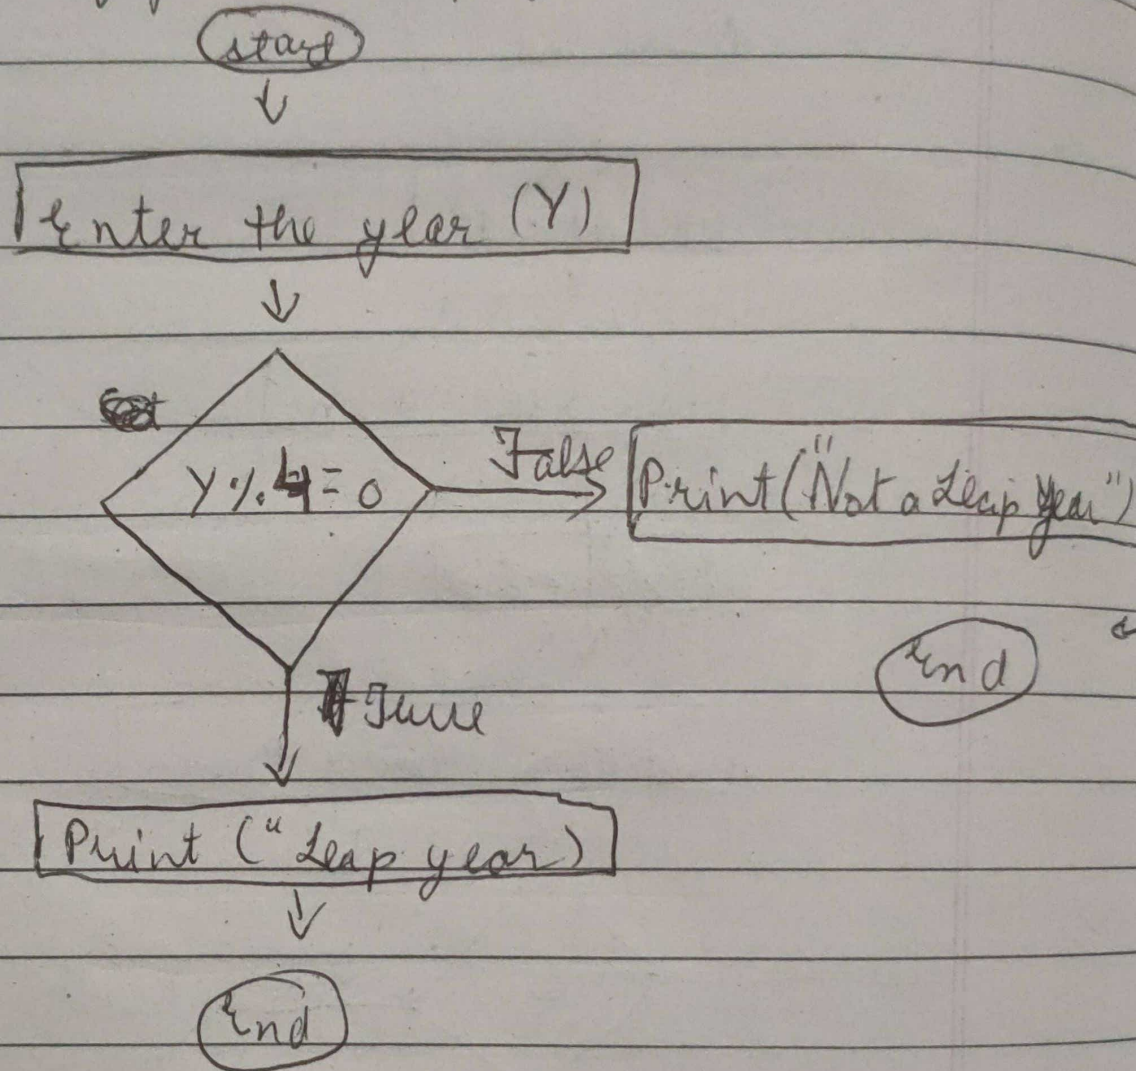 start
Enter the year (Y)
Y % 4 = 0
False
Print ("Not a Leap Year")
End
True
Print (“ Leap year)
End